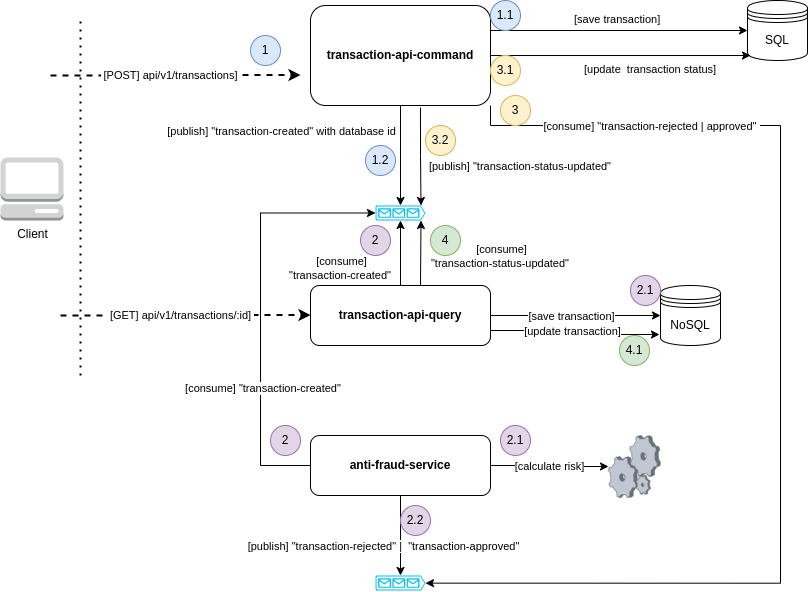 1.1
[save transaction]
SQL
1
transaction-api-command
[POST] api/v1/transactions]
3.1
[update  transaction status]
3
[consume] "transaction-rejected | approved"
[publish] "transaction-created" with database id
3.2
1.2
[publish] "transaction-status-updated"
Client
2
4
[consume]
"transaction-status-updated"
[consume]
"transaction-created"
2.1
[GET] api/v1/transactions/:id]
transaction-api-query
[save transaction]
[update transaction]
NoSQL
4.1
[consume] "transaction-created"
2
2.1
anti-fraud-service
[calculate risk]
2.2
[publish] "transaction-rejected" |  "transaction-approved"